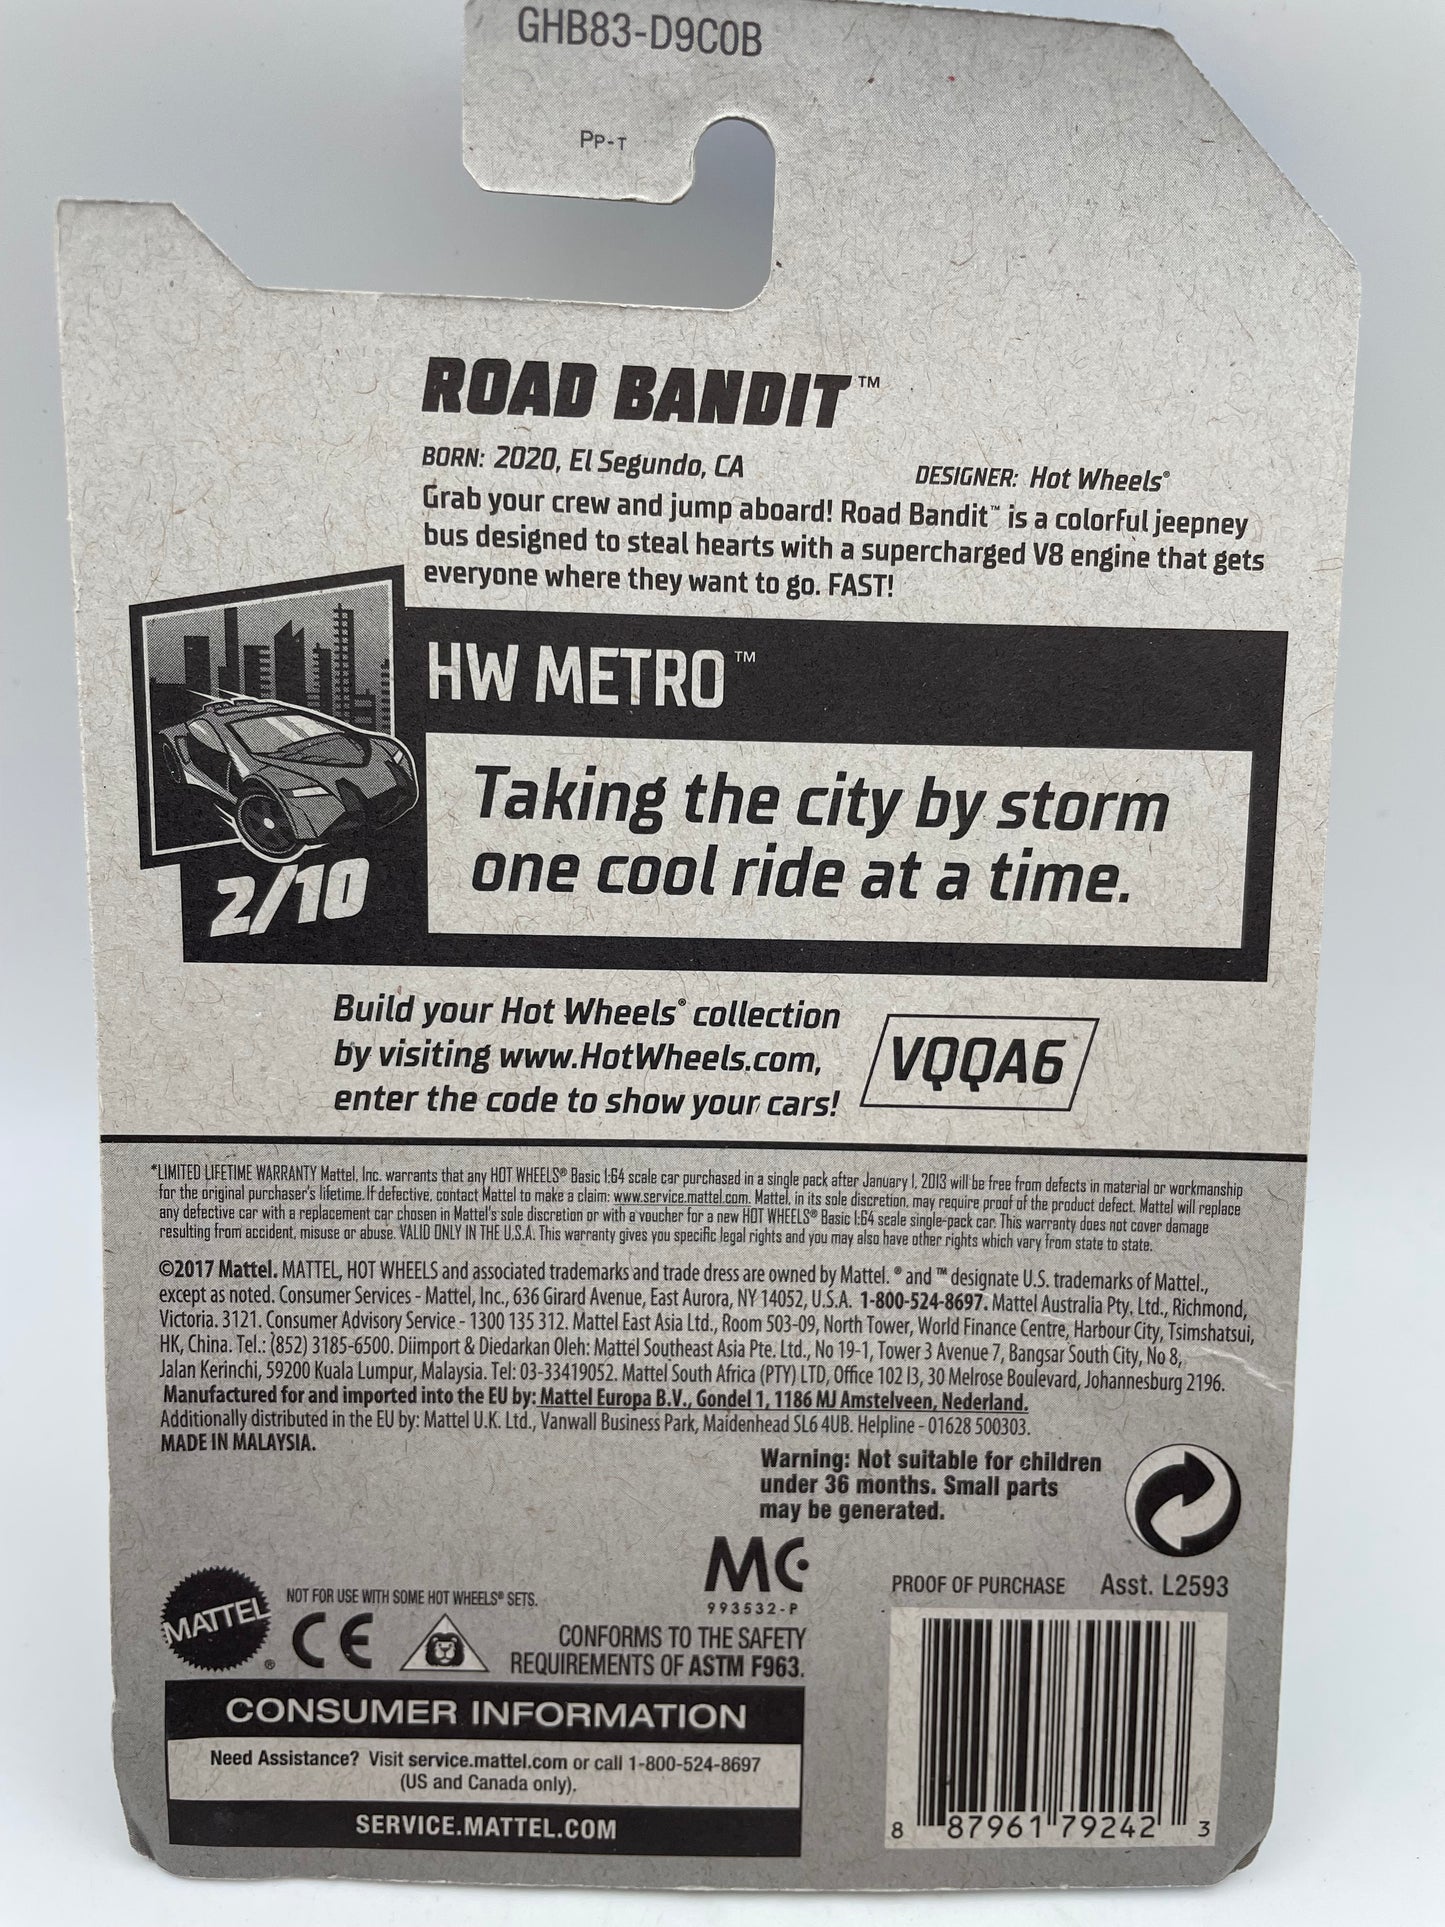 GHB83-D9C0B
PP-T
ROAD BANDIT™
BORN: 2020, El Segundo, CA
DESIGNER: Hot Wheels®
Grab your crew and jump aboard! Road Bandit™ is a colorful jeepney
bus designed to steal hearts with a supercharged V8 engine that gets
everyone where they want to go. FAST!
HW METRO™
Taking the city by storm
one cool ride at a time.
2/10
Build your Hot Wheels® collection
by visiting www.HotWheels.com,
enter the code to show your cars!
VQQA6
*LIMITED LIFETIME WARRANTY Mattel, Inc. warrants that any HOT WHEELS® Basic 1:64 scale car purchased in a single pack after January 1, 2013 will be free from defects in material or workmanship
for the original purchaser's lifetime. If defective, contact Mattel to make a claim: www.service.mattel.com. Mattel, in its sole discretion, may require proof of the product defect. Mattel will replace
any defective car with a replacement car chosen in Mattel's sole discretion or with a voucher for a new HOT WHEELS® Basic 1:64 scale single-pack car. This warranty does not cover damage
resulting from accident, misuse or abuse. VALID ONLY IN THE U.S.A. This warranty gives you specific legal rights and you may also have other rights which vary from state to state.
©2017 Mattel. MATTEL, HOT WHEELS and associated trademarks and trade dress are owned by Mattel. ® and ™ designate U.S. trademarks of Mattel.,
except as noted. Consumer Services - Mattel, Inc., 636 Girard Avenue, East Aurora, NY 14052, U.S.A. 1-800-524-8697. Mattel Australia Pty. Ltd., Richmond,
Victoria. 3121. Consumer Advisory Service - 1300 135 312. Mattel East Asia Ltd., Room 503-09, North Tower, World Finance Centre, Harbour City, Tsimshatsui,
HK, China. Tel.: (852) 3185-6500. Diimport & Diedarkan Oleh: Mattel Southeast Asia Pte. Ltd., No 19-1, Tower 3 Avenue 7, Bangsar South City, No 8,
Jalan Kerinchi, 59200 Kuala Lumpur, Malaysia. Tel: 03-33419052. Mattel South Africa (PTY) LTD, Office 102 I3, 30 Melrose Boulevard, Johannesburg 2196.
Manufactured for and imported into the EU by: Mattel Europa B.V., Gondel 1, 1186 MJ Amstelveen, Nederland.
Additionally distributed in the EU by: Mattel U.K. Ltd., Vanwall Business Park, Maidenhead SL6 4UB. Helpline - 01628 500303.
MADE IN MALAYSIA.
Warning: Not suitable for children
under 36 months. Small parts
may be generated.
MC
993532-P
MATTEL®
NOT FOR USE WITH SOME HOT WHEELS® SETS.
CE
CONFORMS TO THE SAFETY
REQUIREMENTS OF ASTM F963.
PROOF OF PURCHASE Asst. L2593
CONSUMER INFORMATION
Need Assistance? Visit service.mattel.com or call 1-800-524-8697
(US and Canada only).
SERVICE.MATTEL.COM
8 87961 79242 3